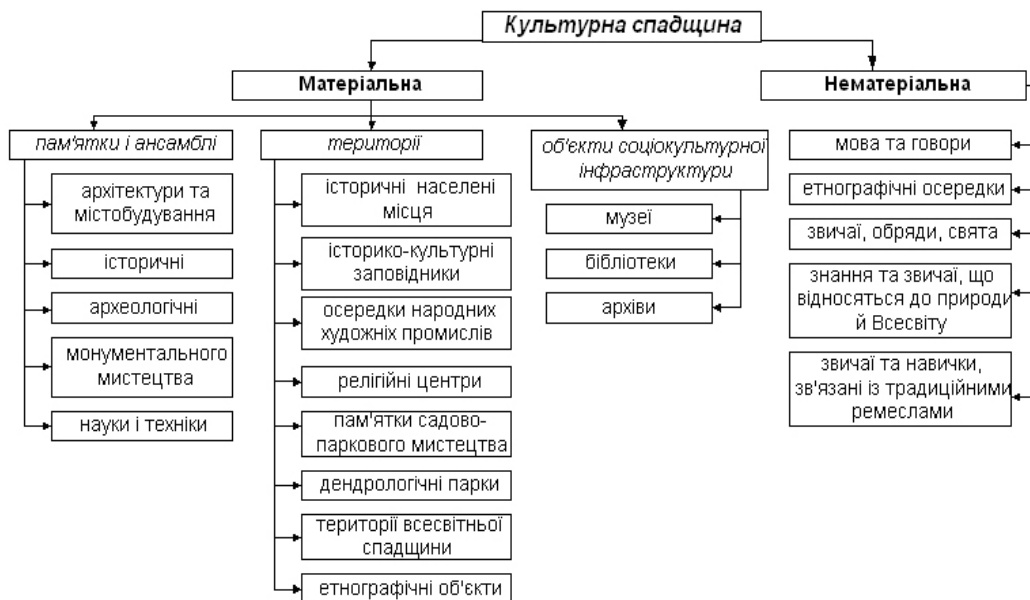 Культурна спадщина
Матеріальна
Нематеріальна
пам'ятки і ансамблі
архітектури та
містобудування
історичні
археологічні
монументального
мистецтва
науки і техніки
території
історичні населені
місця
історико-культурні
заповідники
осередки народних
художніх промислів
релігійні центри
пам'ятки садово-
паркового мистецтва
дендрологічні парки
території всесвітньої
спадщини
етнографічні об'єкти
об'єкти соціокультурної
інфраструктури
музеї
бібліотеки
архіви
мова та говори
етнографічні осередки
звичаї, обряди, свята
знання та звичаї, що
відносяться до природи
й Всесвіту
звичаї та навички,
зв'язані із традиційними
ремеслами